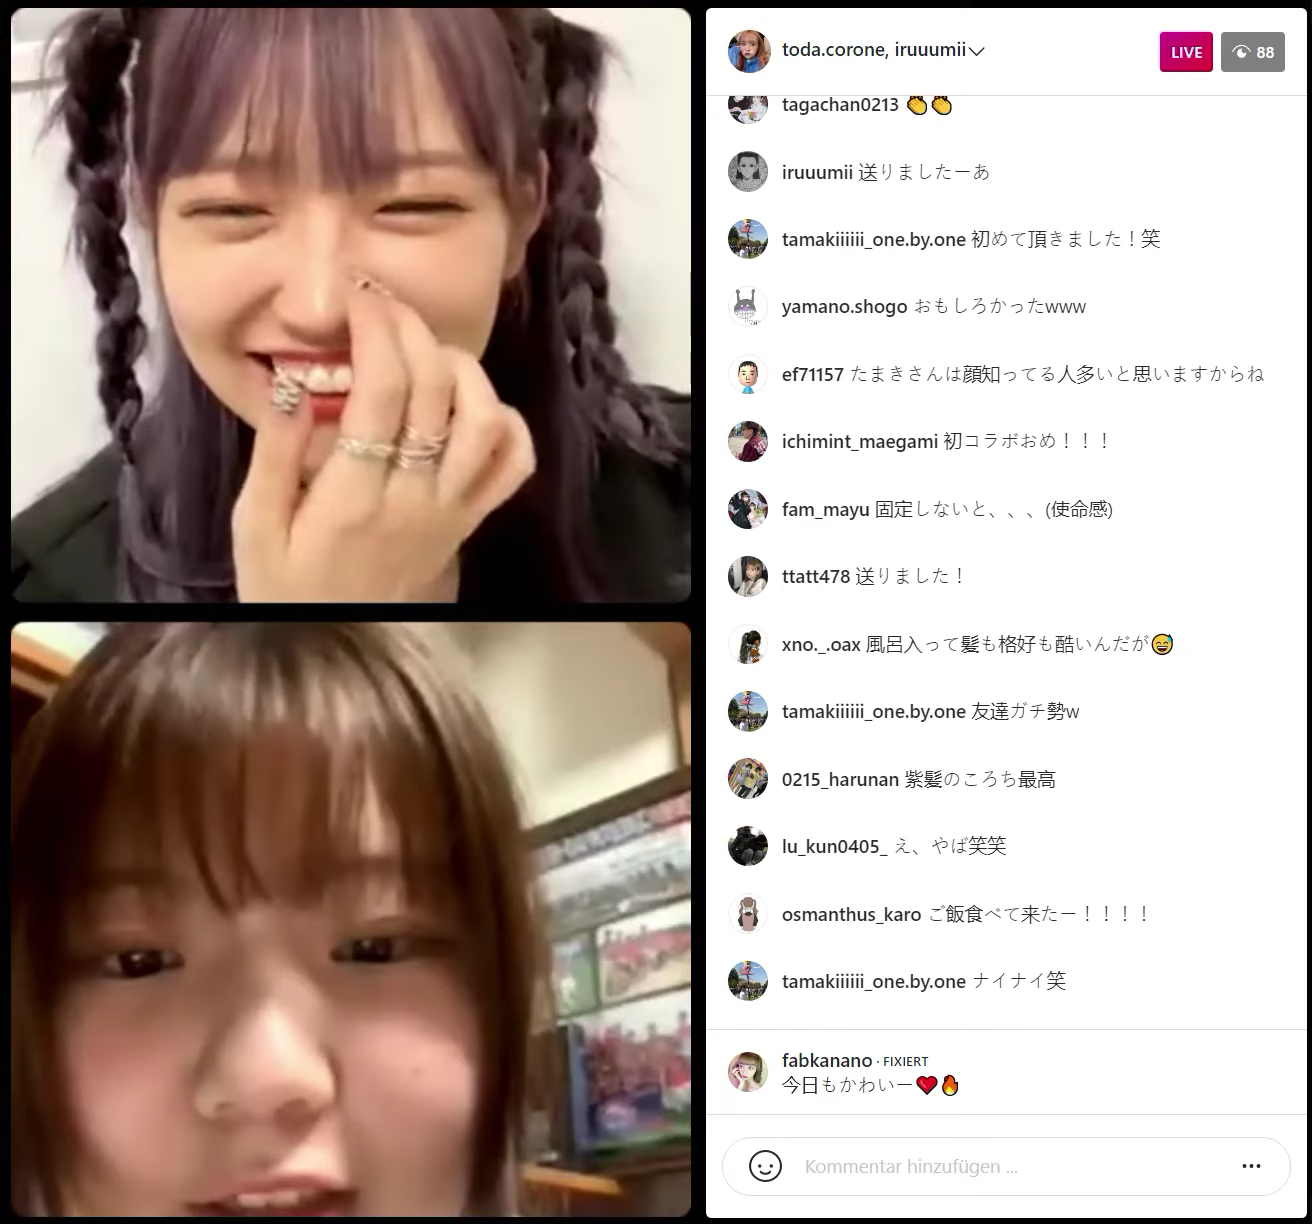 toda.corone, iruuumii
LIVE
88
tagachan0213 👏👏
iruuumii 送りましたーあ
tamakiiiiii_one.by.one 初めて頂きました！笑
yamano.shogo おもしろかったwww
ef71157 たまきさんは顔知ってる人多いと思いますからね
ichimint_maegami 初コラボおめ！！！
fam_mayu 固定しないと、、、(使命感)
ttatt478 送りました！
xno._.oax 風呂入って髪も格好も酷いんだが😅
tamakiiiiii_one.by.one 友達ガチ勢w
0215_harunan 紫髪のころち最高
lu_kun0405_ え、やば笑笑
osmanthus_karo ご飯食べて来たー！！！！
tamakiiiiii_one.by.one ナイナイ笑
fabkanano · FIXIERT
今日もかわいー❤️🔥
Kommentar hinzufügen ...